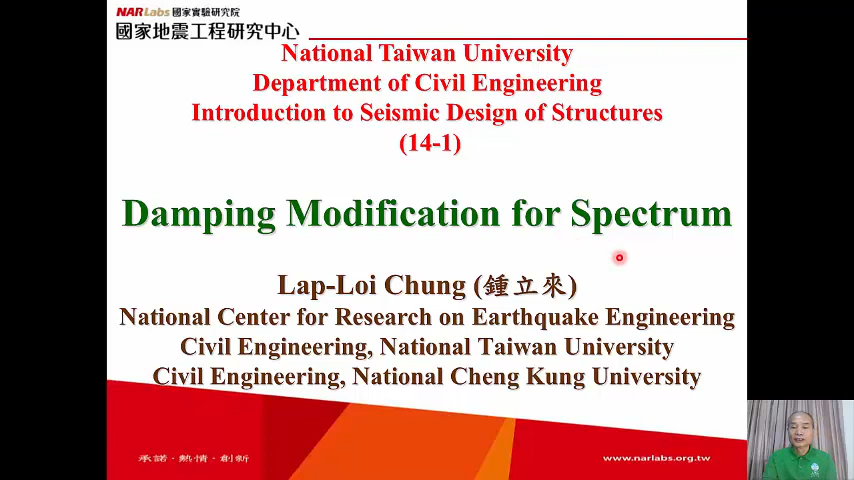 NARLabs 國家實驗研究院
國家地震工程研究中心
National Taiwan University
Department of Civil Engineering
Introduction to Seismic Design of Structures
(14-1)
Damping Modification for Spectrum
Lap-Loi Chung (鍾立來)
National Center for Research on Earthquake Engineering
Civil Engineering, National Taiwan University
Civil Engineering, National Cheng Kung University
承諾．熱情．創新
www.narlabs.org.tw